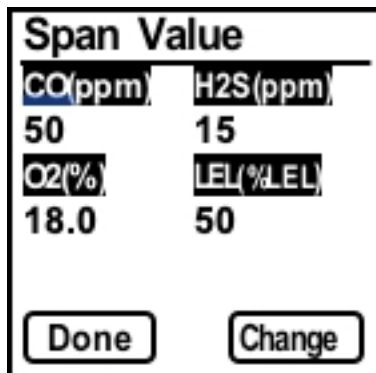 Span Value
CO(ppm) H2S(ppm)
50 15
O2(%) LEL(%LEL)
18.0 50
Done Change